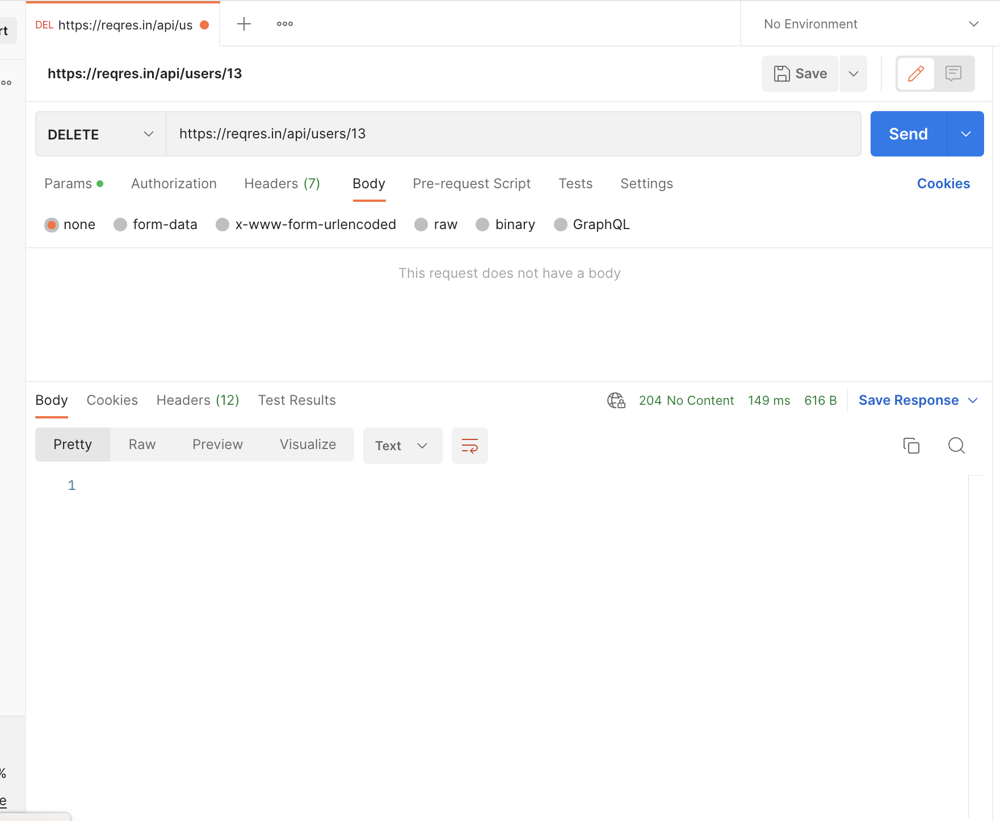 rt
DEL https://reqres.in/api/us
No Environment
https://reqres.in/api/users/13
Save
DELETE
https://reqres.in/api/users/13
Send
Params
Authorization
Headers (7)
Body
Pre-request Script
Tests
Settings
Cookies
none
form-data
x-www-form-urlencoded
raw
binary
GraphQL
This request does not have a body
Body
Cookies
Headers (12)
Test Results
204 No Content
149 ms
616 B
Save Response
Pretty
Raw
Preview
Visualize
Text
1
%
e